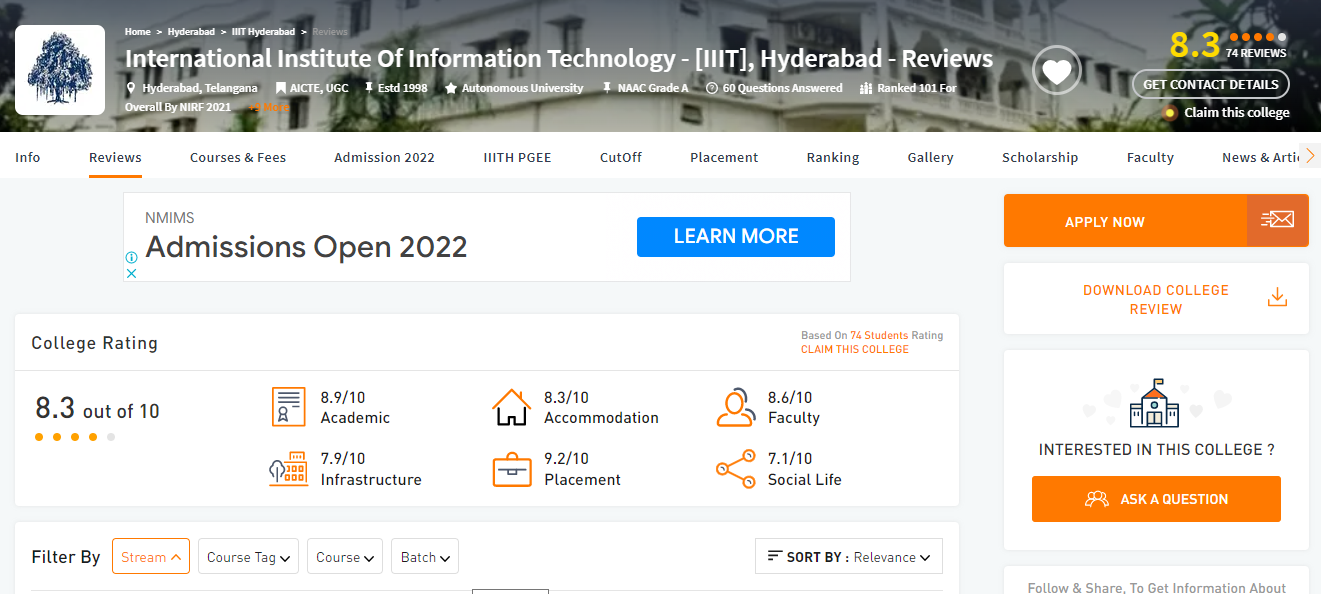 Home > Hyderabad > IIIT Hyderabad > Reviews
International Institute Of Information Technology - [IIIT], Hyderabad - Reviews
Hyderabad, Telangana AICTE, UGC Estd 1998 Autonomous University NAAC Grade A 60 Questions Answered Ranked 101 For
Overall By NIRF 2021 +9 More
8.3
74 REVIEWS
GET CONTACT DETAILS
Claim this college
Info Reviews Courses & Fees Admission 2022 IIITH PGEE CutOff Placement Ranking Gallery Scholarship Faculty News & Artic
NMIMS
Admissions Open 2022
LEARN MORE
APPLY NOW
DOWNLOAD COLLEGE
REVIEW
College Rating
Based On 74 Students Rating
CLAIM THIS COLLEGE
8.3 out of 10
8.9/10
Academic
8.3/10
Accommodation
8.6/10
Faculty
7.9/10
Infrastructure
9.2/10
Placement
7.1/10
Social Life
INTERESTED IN THIS COLLEGE ?
ASK A QUESTION
Filter By Stream Course Tag Course Batch SORT BY : Relevance
Follow & Share, To Get Information About